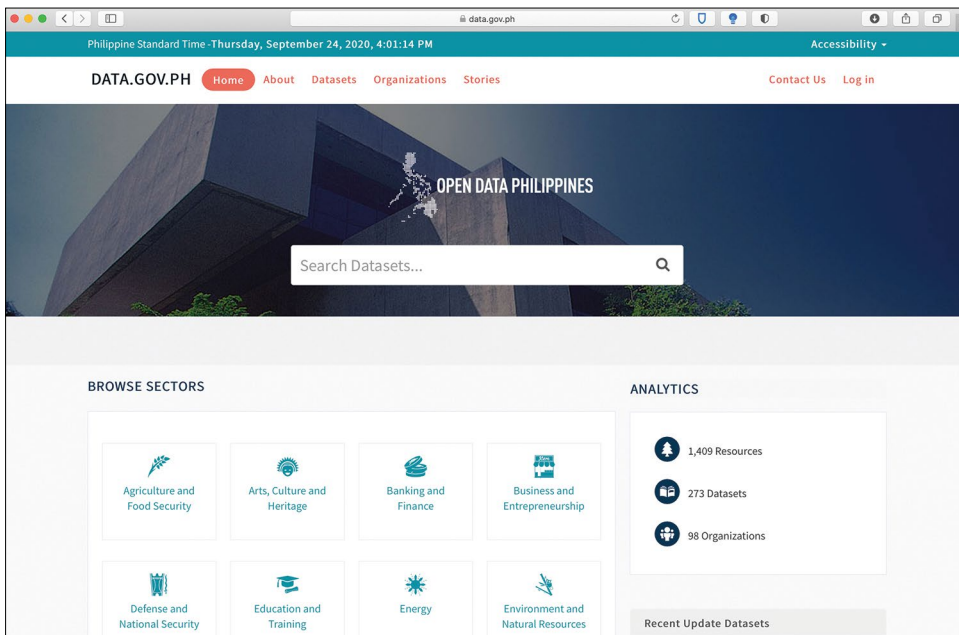 data.gov.ph
Philippine Standard Time -Thursday, September 24, 2020, 4:01:14 PM
Accessibility
DATA.GOV.PH Home About Datasets Organizations Stories Contact Us Log in
OPEN DATA PHILIPPINES
Search Datasets...
BROWSE SECTORS
Agriculture and
Food Security
Arts, Culture and
Heritage
Banking and
Finance
Business and
Entrepreneurship
Defense and
National Security
Education and
Training
Energy
Environment and
Natural Resources
ANALYTICS
1,409 Resources
273 Datasets
98 Organizations
Recent Update Datasets